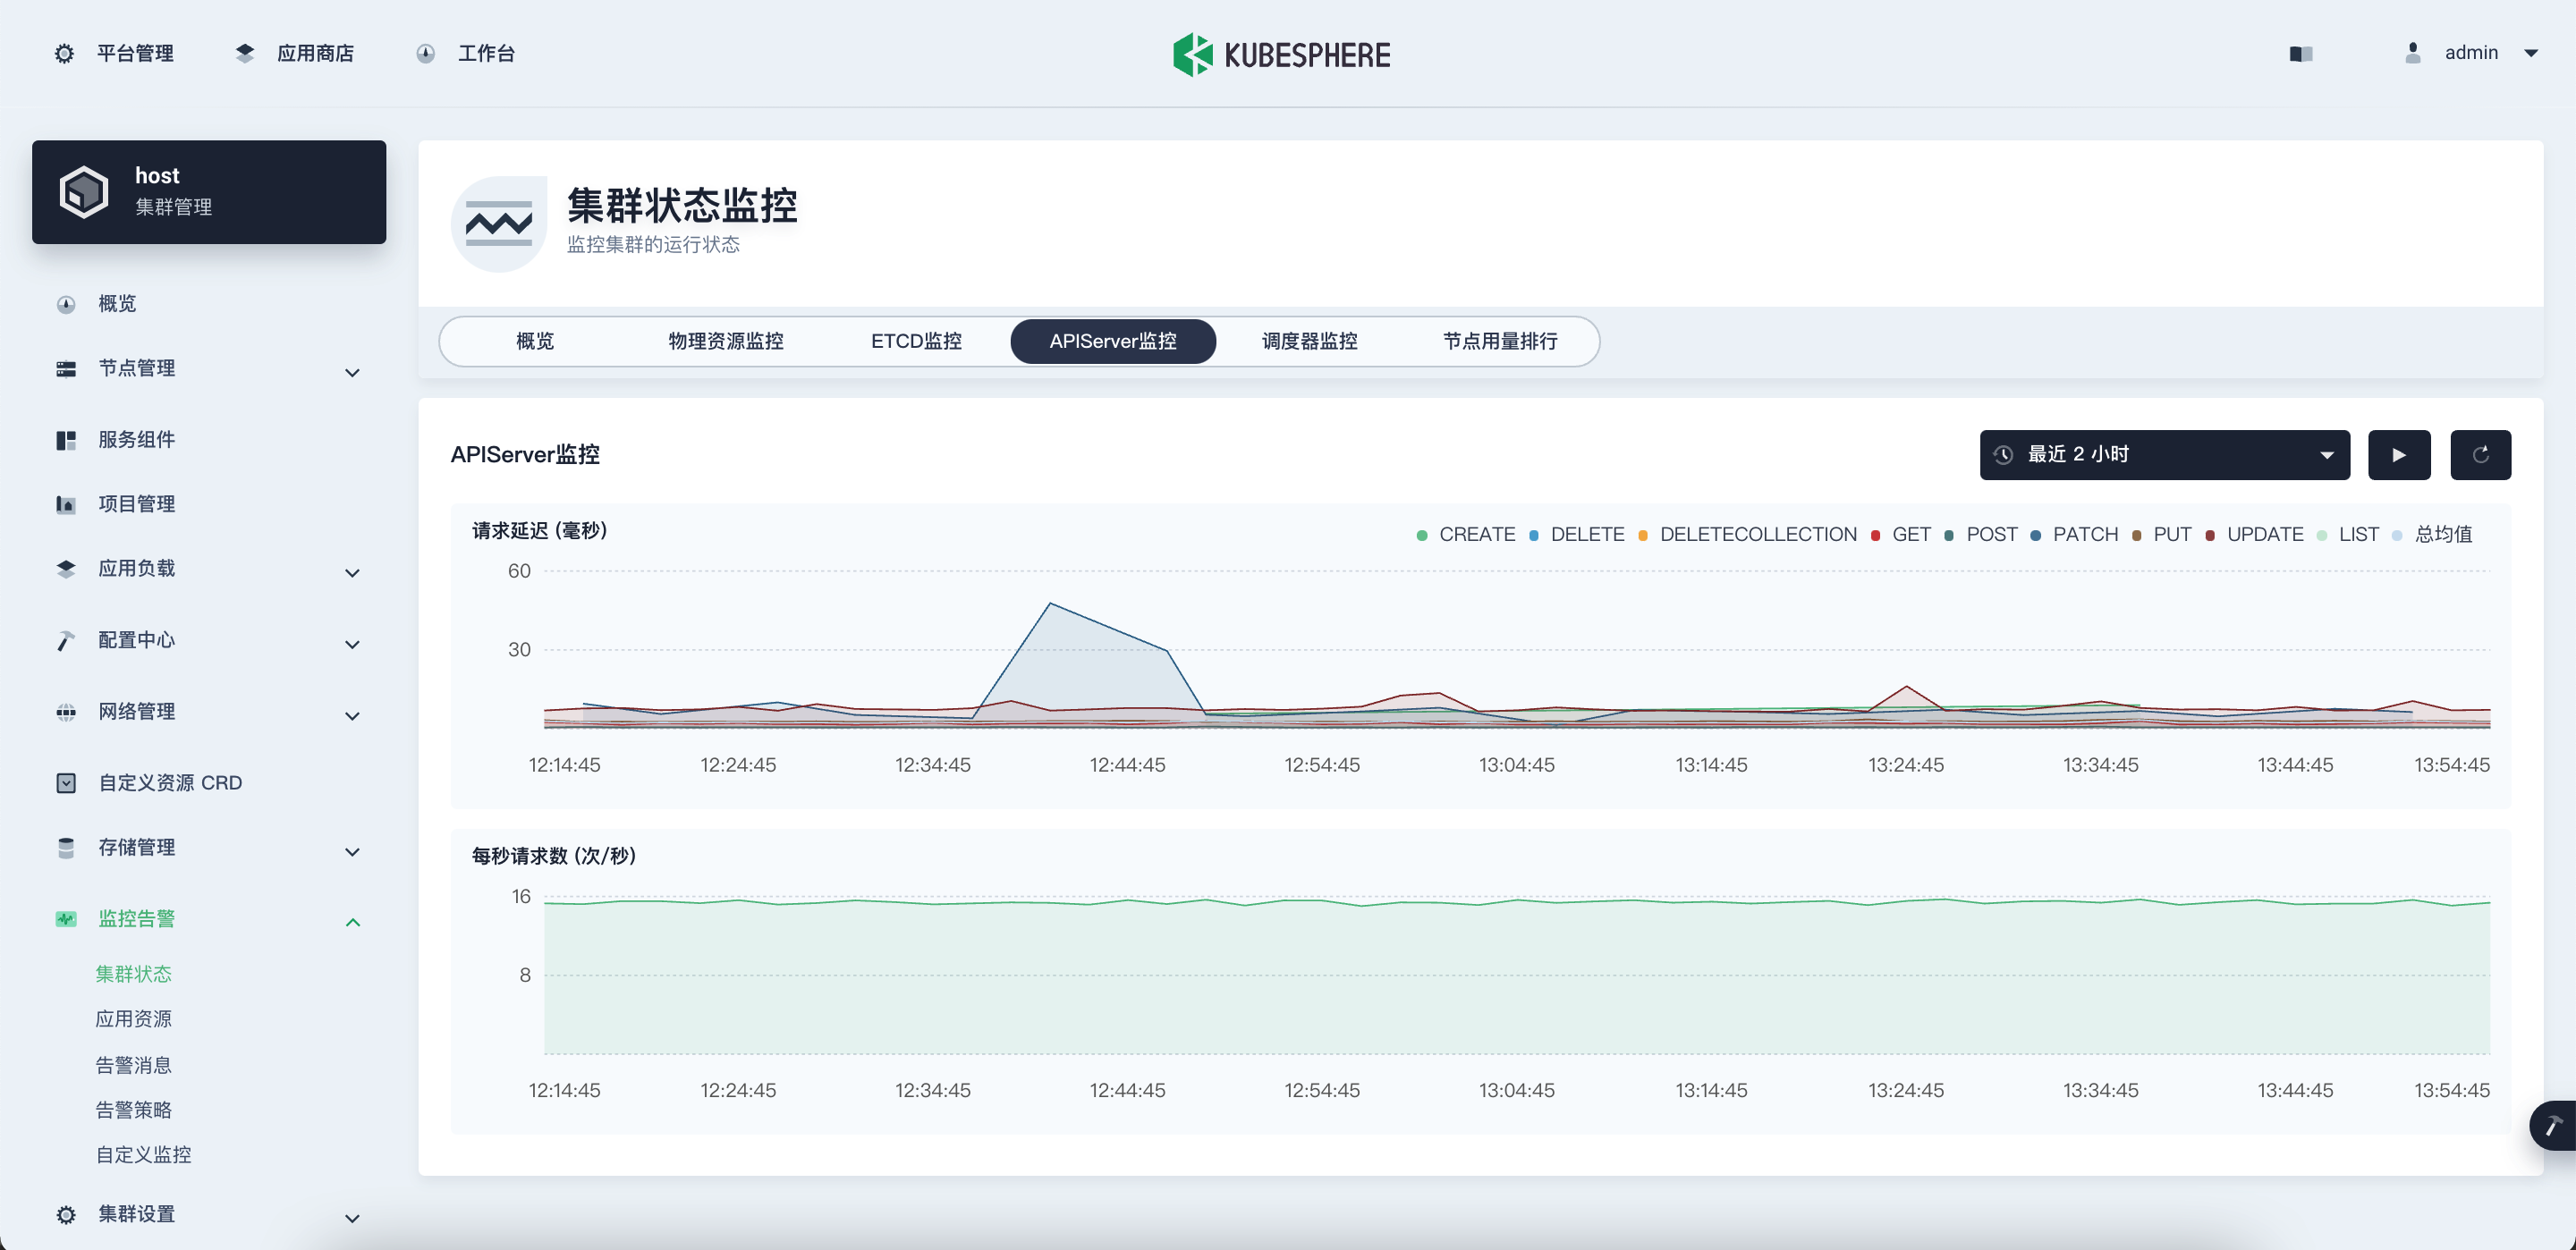 平台管理 应用商店 工作台 KUBESPHERE admin
host
集群管理
概览
节点管理
服务组件
项目管理
应用负载
配置中心
网络管理
自定义资源 CRD
存储管理
监控告警
集群状态
应用资源
告警消息
告警策略
自定义监控
集群设置
集群状态监控
监控集群的运行状态
概览 物理资源监控 ETCD监控 APIServer监控 调度器监控 节点用量排行
APIServer监控 最近 2 小时
请求延迟 (毫秒) CREATE DELETE DELETECOLLECTION GET POST PATCH PUT UPDATE LIST 总均值
60
30
12:14:45 12:24:45 12:34:45 12:44:45 12:54:45 13:04:45 13:14:45 13:24:45 13:34:45 13:44:45 13:54:45
每秒请求数 (次/秒)
16
8
12:14:45 12:24:45 12:34:45 12:44:45 12:54:45 13:04:45 13:14:45 13:24:45 13:34:45 13:44:45 13:54:45